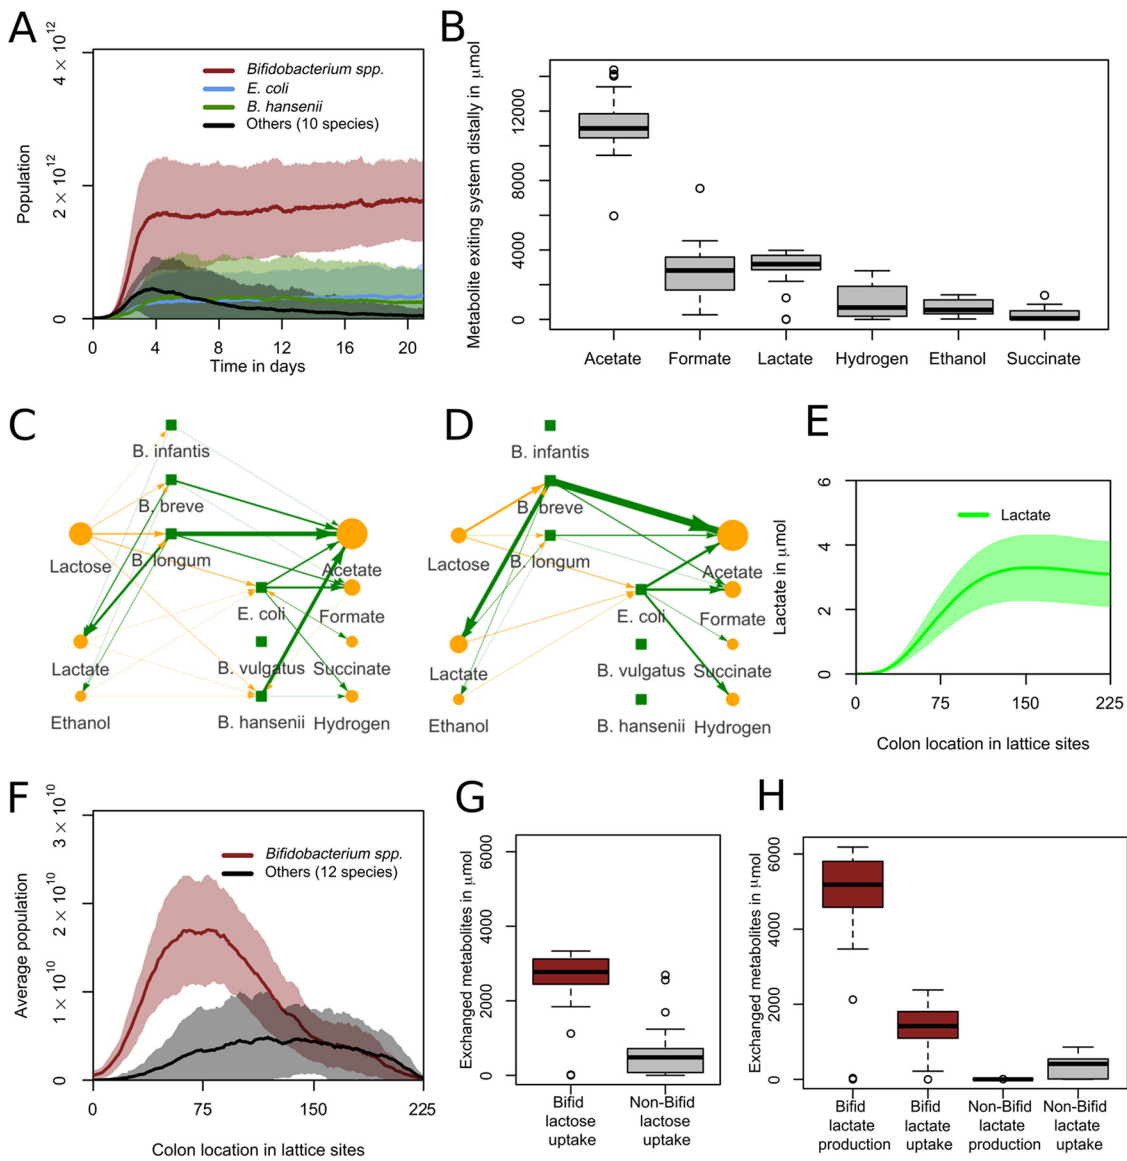 A
Population
4 × 10^12
2 × 10^12
0
Bifidobacterium spp.
E. coli
B. hansenii
Others (10 species)
0 4 8 12 16 20
Time in days
B
Metabolite exiting system distally in μmol
12000
8000
4000
0
Acetate Formate Lactate Hydrogen Ethanol Succinate
C
B. infantis
B. breve
B. longum
Lactose
Acetate
E. coli
Formate
Lactate
B. vulgatus
Succinate
Ethanol
B. hansenii
Hydrogen
D
B. infantis
B. breve
B. longum
Lactose
Acetate
E. coli
Formate
Lactate
B. vulgatus
Succinate
Ethanol
B. hansenii
Hydrogen
E
Lactate in μmol
6
4
2
0
Lactate
0 75 150 225
Colon location in lattice sites
F
Average population
3 × 10^10
2 × 10^10
1 × 10^10
0
Bifidobacterium spp.
Others (12 species)
0 75 150 225
Colon location in lattice sites
G
Exchanged metabolites in μmol
6000
4000
2000
0
Bifid
lactose
uptake
Non-Bifid
lactose
uptake
H
Exchanged metabolites in μmol
6000
4000
2000
0
Bifid
lactate
production
Bifid
lactate
uptake
Non-Bifid
lactate
production
Non-Bifid
lactate
uptake